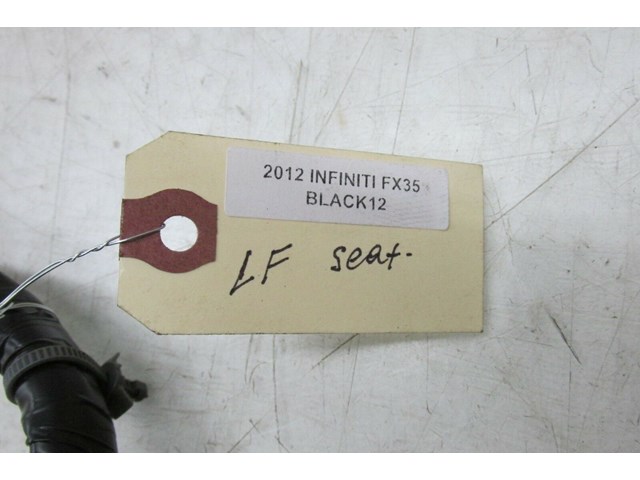 2012 INFINITI FX35
BLACK12
LF seat.